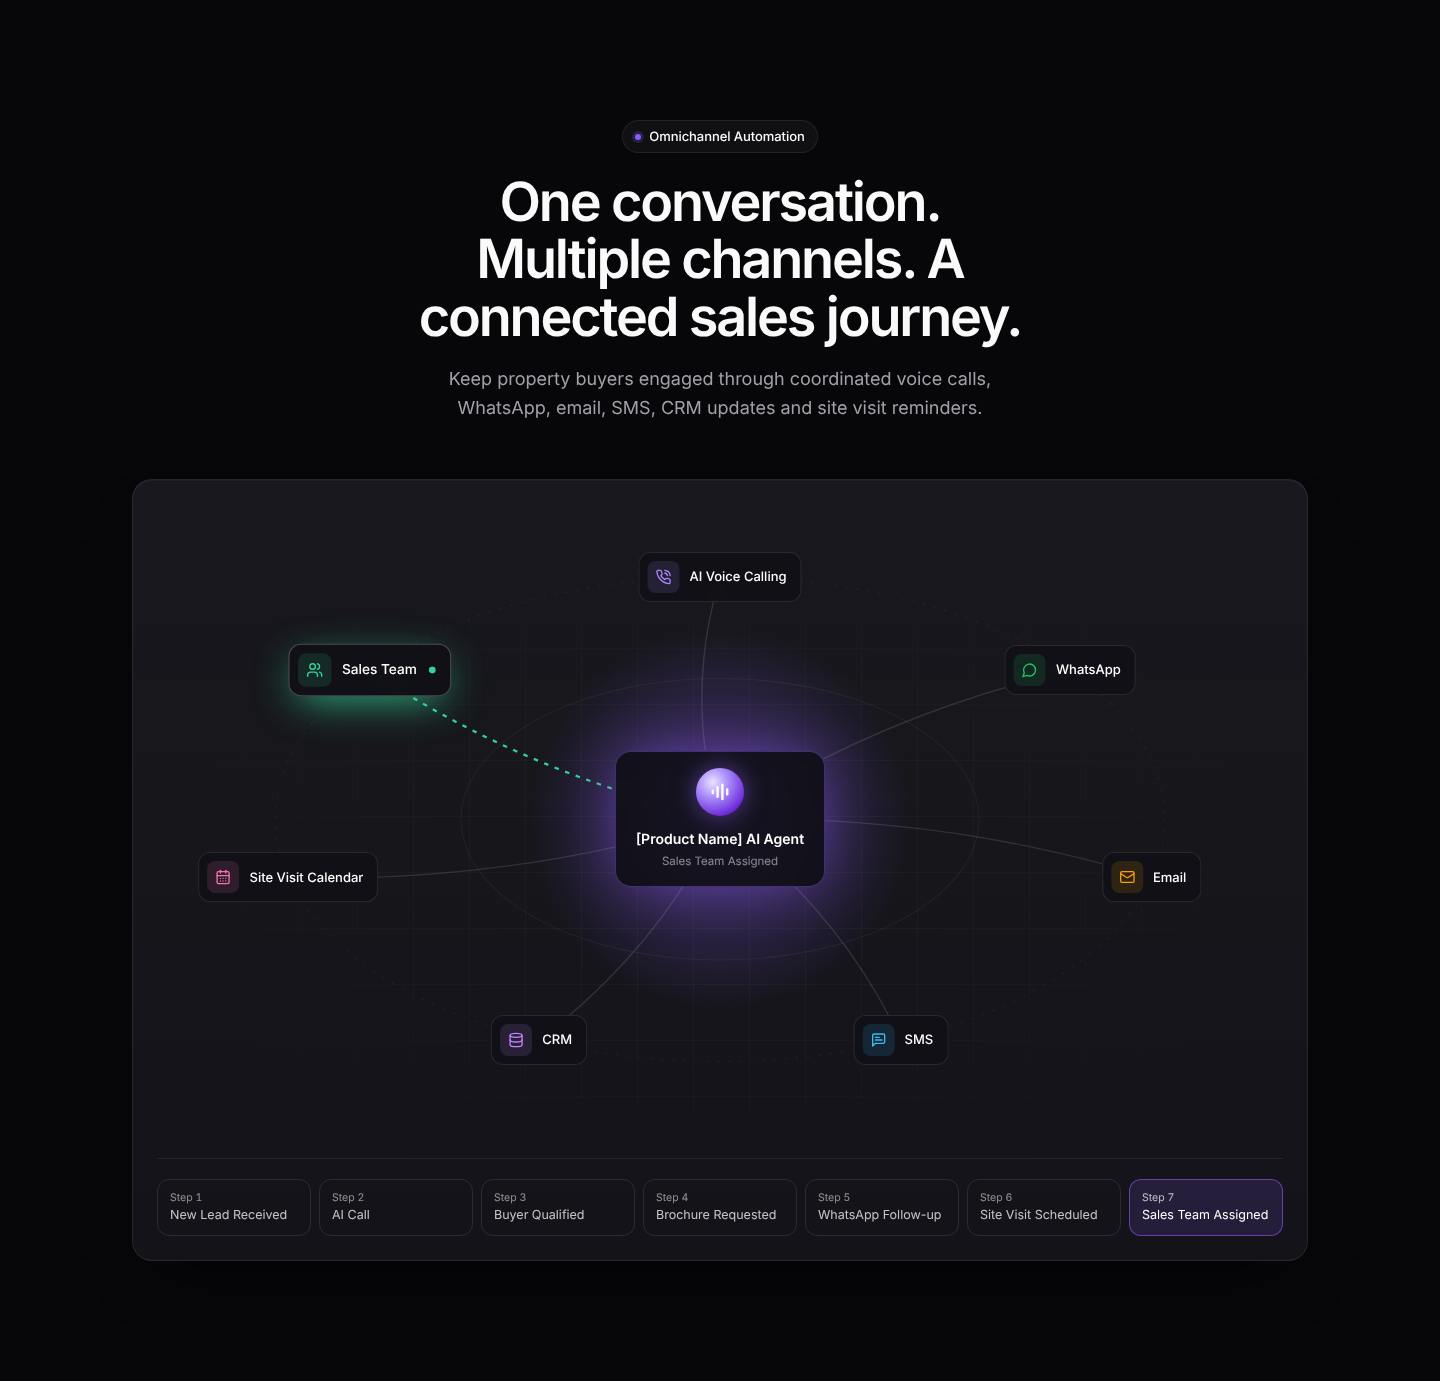 Omnichannel Automation
One conversation.
Multiple channels. A
connected sales journey.
Keep property buyers engaged through coordinated voice calls,
WhatsApp, email, SMS, CRM updates and site visit reminders.
AI Voice Calling
Sales Team
WhatsApp
[Product Name] AI Agent
Sales Team Assigned
Site Visit Calendar
Email
CRM
SMS
Step 1
New Lead Received
Step 2
AI Call
Step 3
Buyer Qualified
Step 4
Brochure Requested
Step 5
WhatsApp Follow-up
Step 6
Site Visit Scheduled
Step 7
Sales Team Assigned